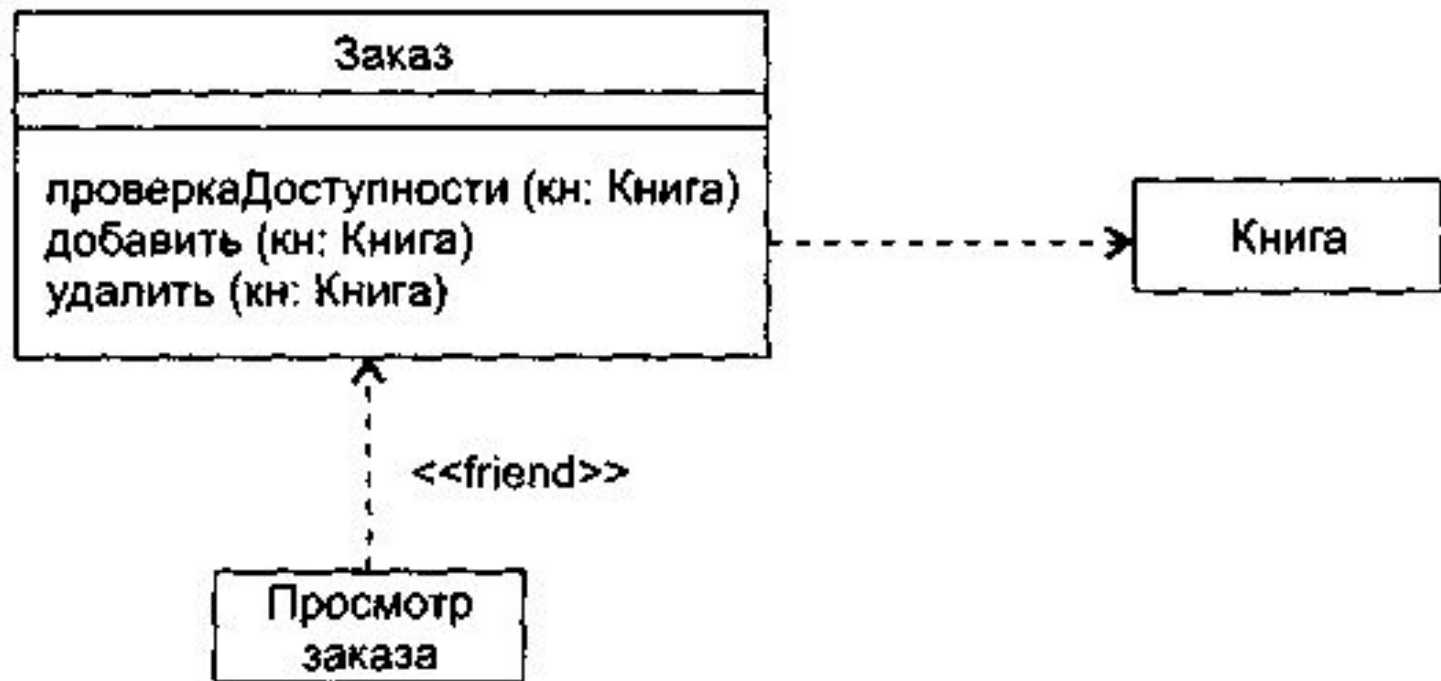 Заказ
проверкаДоступности (кн: Книга)
добавить (кн: Книга)
удалить (кн: Книга)
Книга
<<friend>>
Просмотр
заказа